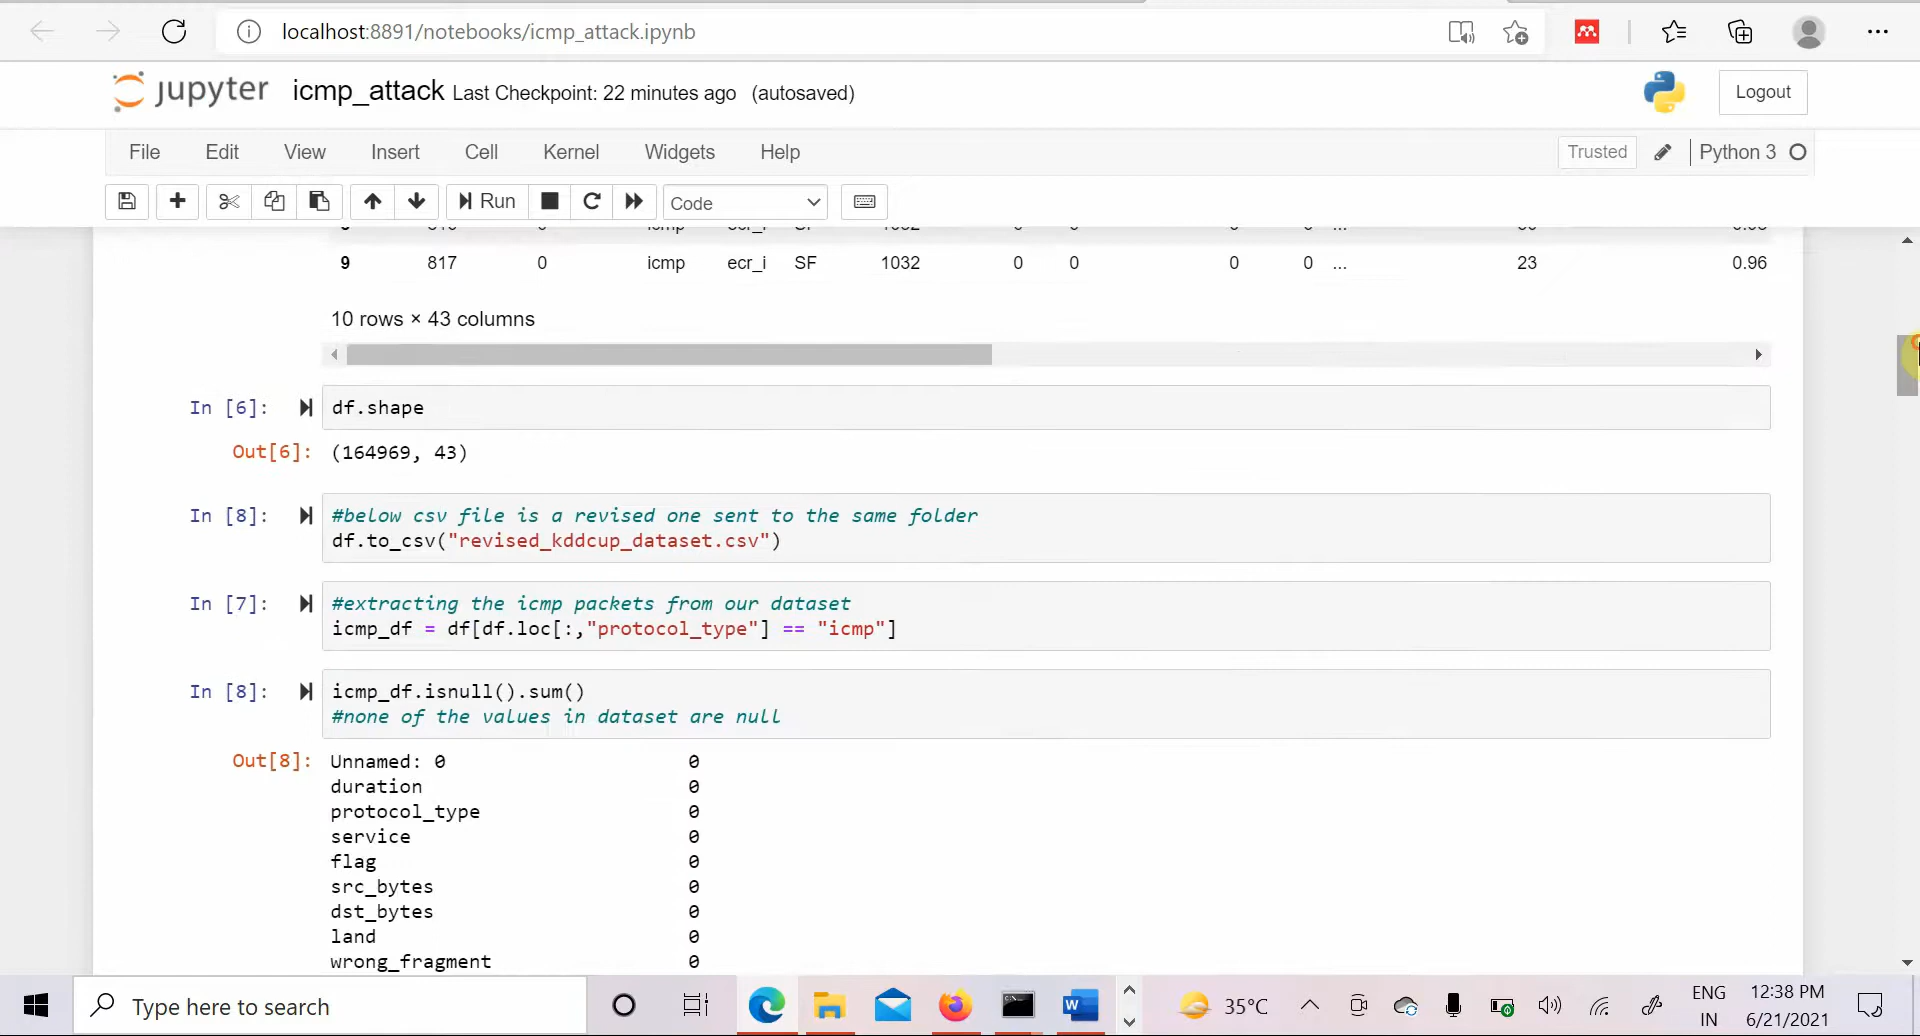 localhost:8891/notebooks/icmp_attack.ipynb
jupyter icmp_attack Last Checkpoint: 22 minutes ago (autosaved)
Logout
File Edit View Insert Cell Kernel Widgets Help
Trusted Python 3
Run Code
9 817 0 icmp ecr_i SF 1032 0 0 0 0 ... 23 0.96
10 rows × 43 columns
In [6]: df.shape
Out[6]: (164969, 43)
In [8]: #below csv file is a revised one sent to the same folder
df.to_csv("revised_kddcup_dataset.csv")
In [7]: #extracting the icmp packets from our dataset
icmp_df = df[df.loc[:,"protocol_type"] == "icmp"]
In [8]: icmp_df.isnull().sum()
#none of the values in dataset are null
Out[8]: Unnamed: 0 0
duration 0
protocol_type 0
service 0
flag 0
src_bytes 0
dst_bytes 0
land 0
wrong_fragment 0
Type here to search
35°C
ENG
IN
12:38 PM
6/21/2021